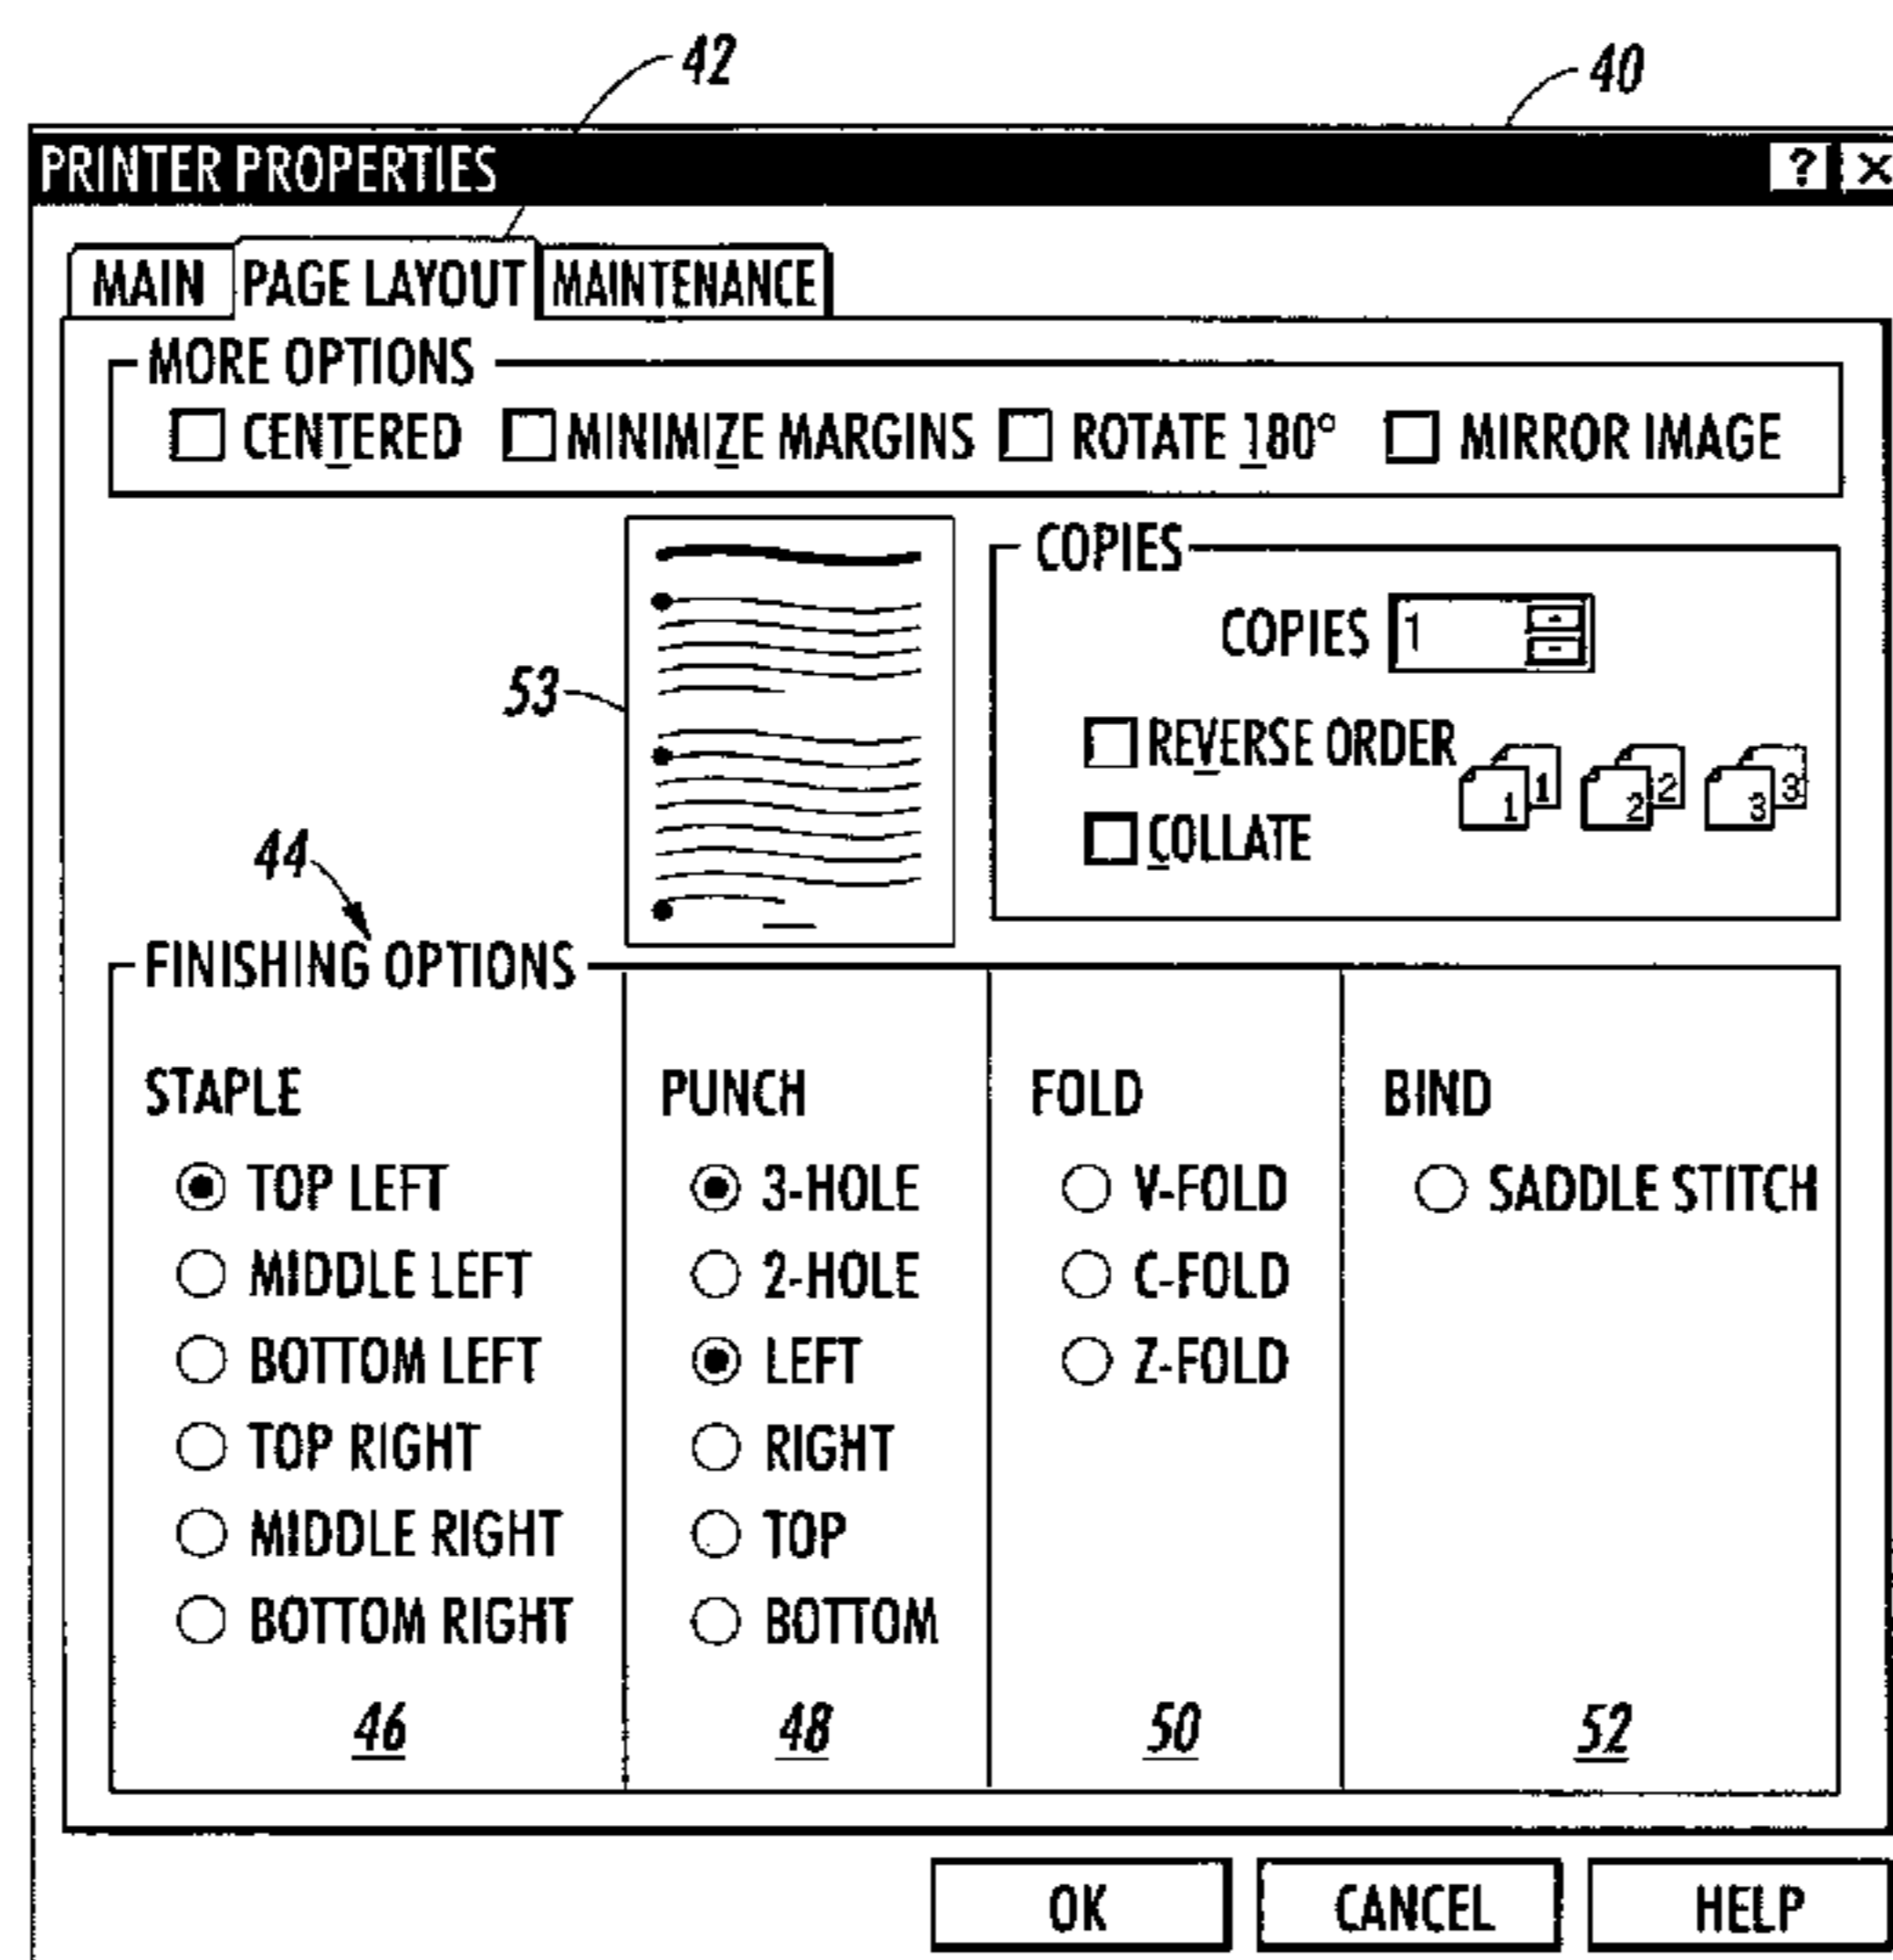 42
40
PRINTER PROPERTIES ? X
MAIN PAGE LAYOUT MAINTENANCE
MORE OPTIONS
CENTERED MINIMIZE MARGINS ROTATE 180° MIRROR IMAGE
COPIES
COPIES 1
53
REVERSE ORDER
COLLATE
1 1 2 2 3 3
44
FINISHING OPTIONS
STAPLE PUNCH FOLD BIND
TOP LEFT 3-HOLE V-FOLD SADDLE STITCH
MIDDLE LEFT 2-HOLE C-FOLD
BOTTOM LEFT LEFT Z-FOLD
TOP RIGHT RIGHT
MIDDLE RIGHT TOP
BOTTOM RIGHT BOTTOM
46 48 50 52
OK CANCEL HELP